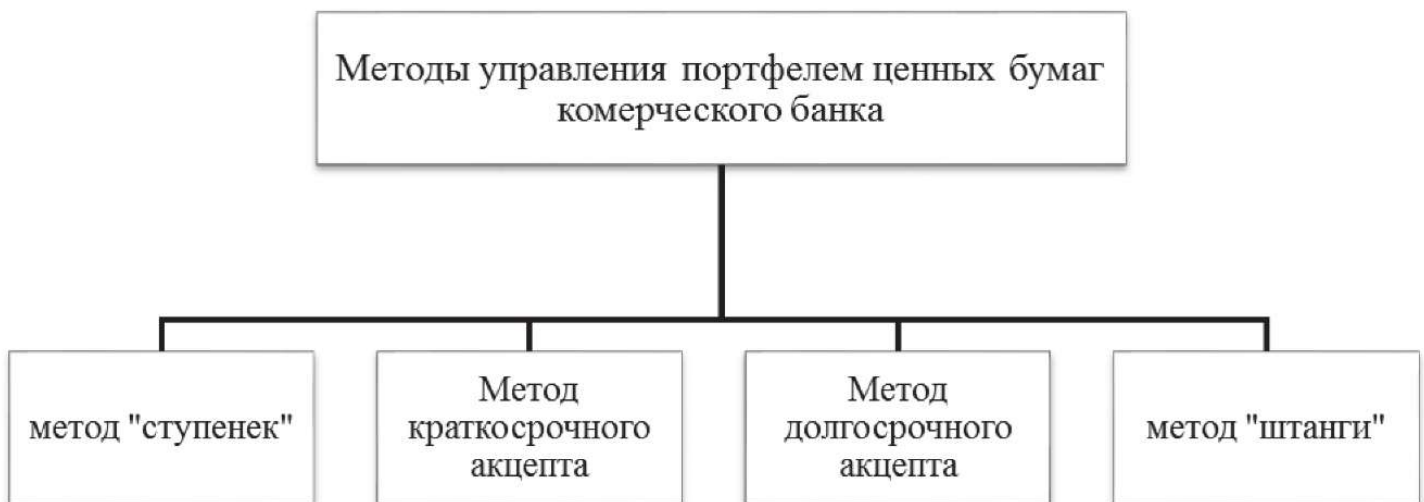 Методы управления портфелем ценных бумаг
комерческого банка
метод "ступенек"
Метод
краткосрочного
акцепта
Метод
долгосрочного
акцепта
метод "штанги"